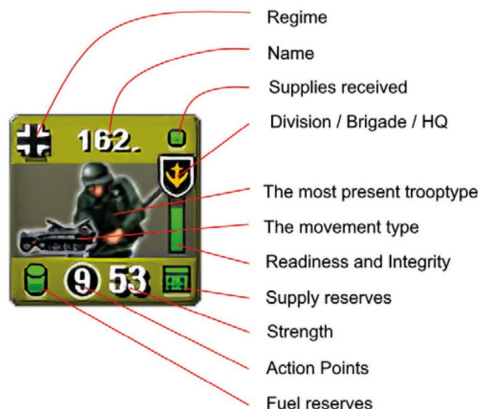 Regime
Name
Supplies received
162.
Division / Brigade / HQ
The most present trooptype
The movement type
Readiness and Integrity
9 53
Supply reserves
Strength
Action Points
Fuel reserves